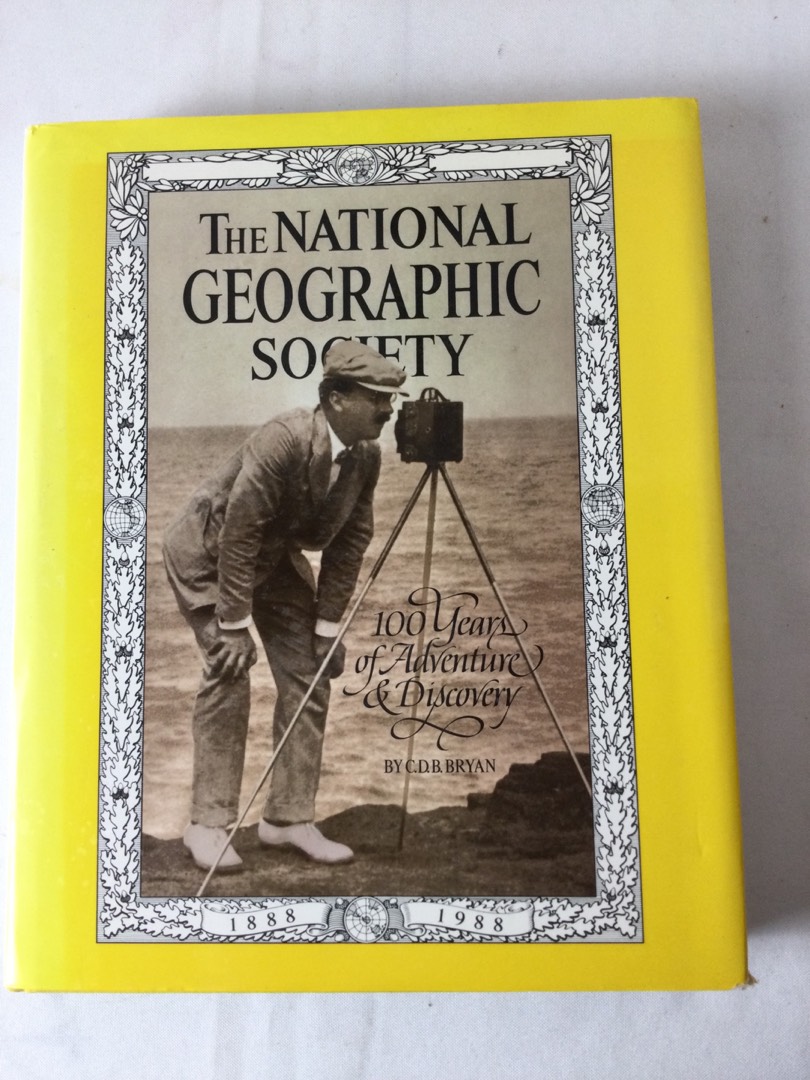 THE NATIONAL
GEOGRAPHIC
SOCIETY
100 Years
of Adventure
& Discovery
BY C.D.B. BRYAN
1888 1988